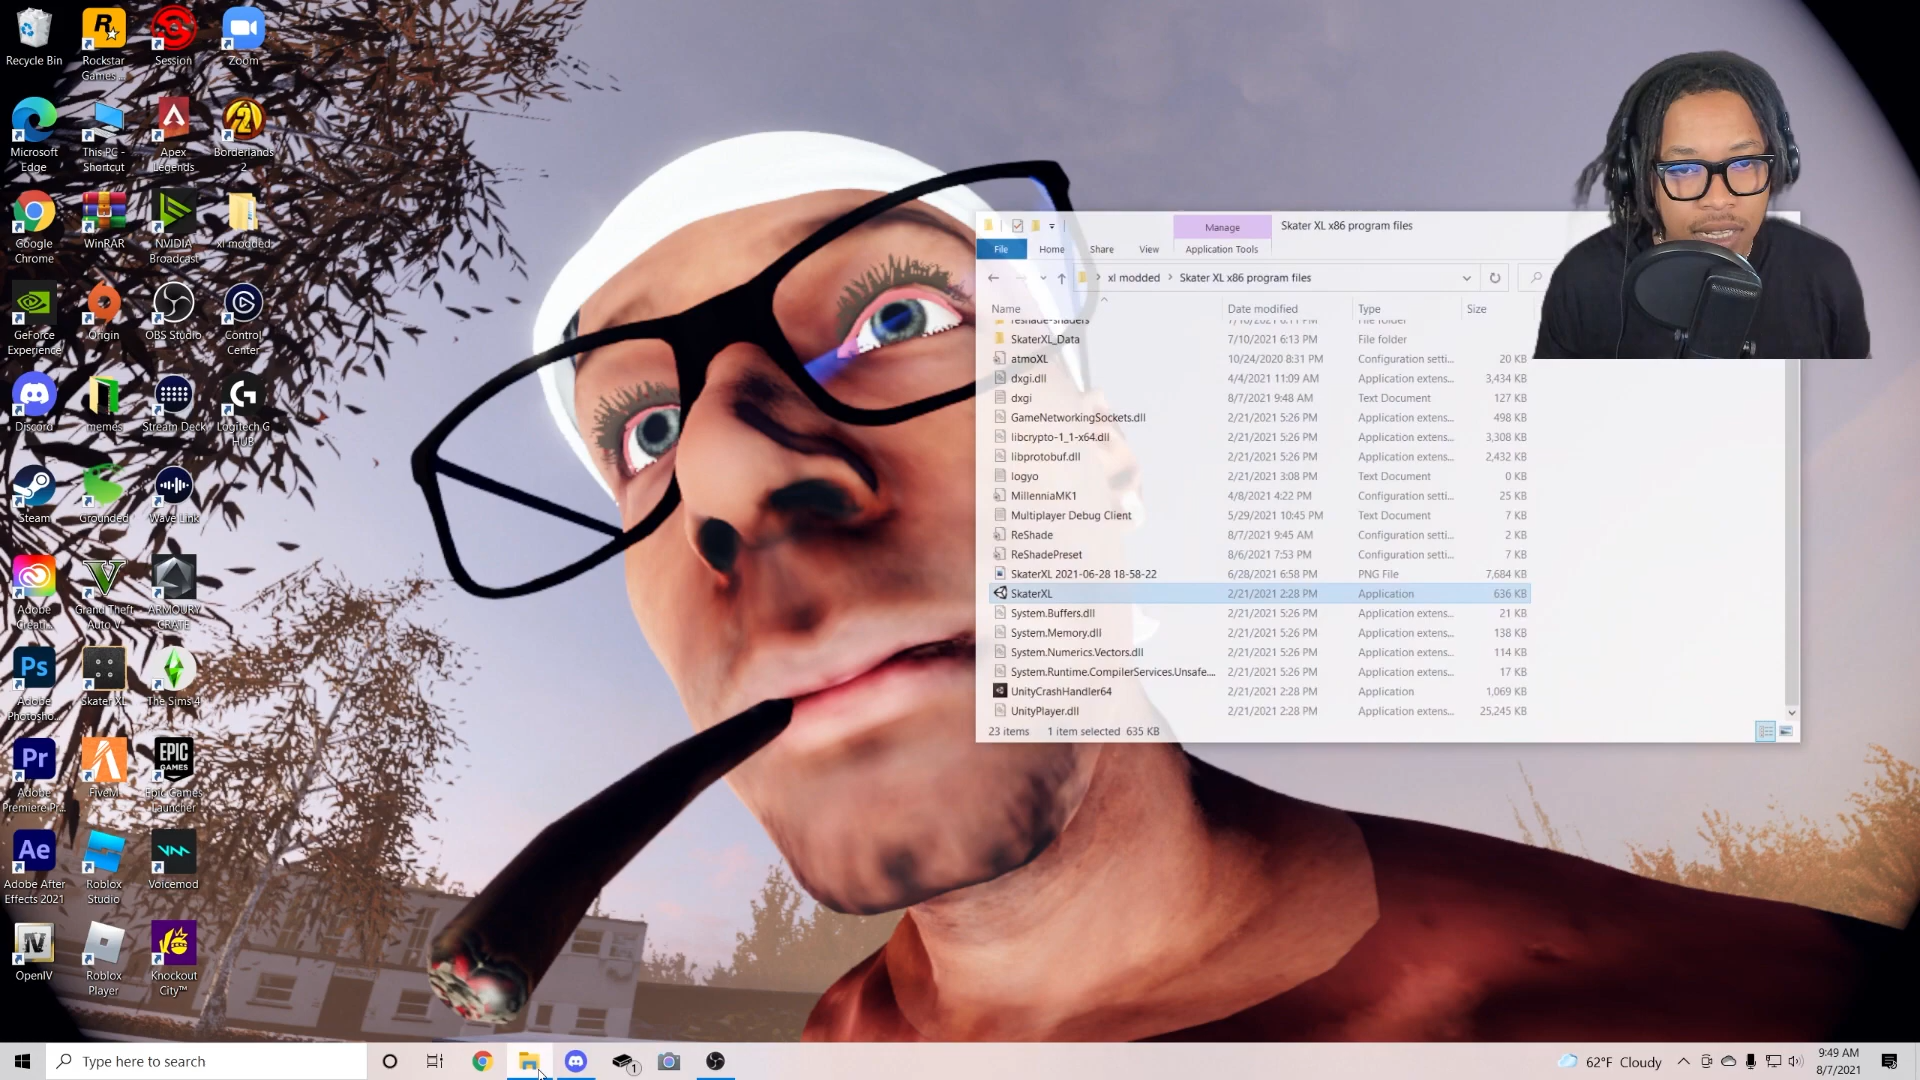 Recycle Bin
Rockstar Games ...
Session
Zoom
Microsoft Edge
This PC - Shortcut
Apex Legends
Borderlands 2
Google Chrome
WinRAR
NVIDIA Broadcast
xl modded
GeForce Experience
Origin
OBS Studio
Control Center
Discord
memes
Stream Deck
Logitech G HUB
Steam
Grounded
Wave Link
Adobe Creati...
Grand Theft Auto V
ARMOURY CRATE
Adobe Photosho...
Skater XL
The Sims 4
Adobe Premiere Pr...
FiveM
Epic Games Launcher
Adobe After Effects 2021
Roblox Studio
Voicemod
OpenIV
Roblox Player
Knockout City™
Manage
Skater XL x86 program files
File
Home
Share
View
Application Tools
xl modded > Skater XL x86 program files
Name Date modified Type Size
reshade-shaders 7/10/2021 6:11 PM File folder
SkaterXL_Data 7/10/2021 6:13 PM File folder
atmoXL 10/24/2020 8:31 PM Configuration setti... 20 KB
dxgi.dll 4/4/2021 11:09 AM Application extens... 3,434 KB
dxgi 8/7/2021 9:48 AM Text Document 127 KB
GameNetworkingSockets.dll 2/21/2021 5:26 PM Application extens... 498 KB
libcrypto-1_1-x64.dll 2/21/2021 5:26 PM Application extens... 3,308 KB
libprotobuf.dll 2/21/2021 5:26 PM Application extens... 2,432 KB
logyo 2/21/2021 3:08 PM Text Document 0 KB
MillenniaMK1 4/8/2021 4:22 PM Configuration setti... 25 KB
Multiplayer Debug Client 5/29/2021 10:45 PM Text Document 7 KB
ReShade 8/7/2021 9:45 AM Configuration setti... 2 KB
ReShadePreset 8/6/2021 7:53 PM Configuration setti... 7 KB
SkaterXL 2021-06-28 18-58-22 6/28/2021 6:58 PM PNG File 7,684 KB
SkaterXL 2/21/2021 2:28 PM Application 636 KB
System.Buffers.dll 2/21/2021 5:26 PM Application extens... 21 KB
System.Memory.dll 2/21/2021 5:26 PM Application extens... 138 KB
System.Numerics.Vectors.dll 2/21/2021 5:26 PM Application extens... 114 KB
System.Runtime.CompilerServices.Unsafe.... 2/21/2021 5:26 PM Application extens... 17 KB
UnityCrashHandler64 2/21/2021 2:28 PM Application 1,069 KB
UnityPlayer.dll 2/21/2021 2:28 PM Application extens... 25,245 KB
23 items 1 item selected 635 KB
Type here to search
1
62°F Cloudy
9:49 AM
8/7/2021